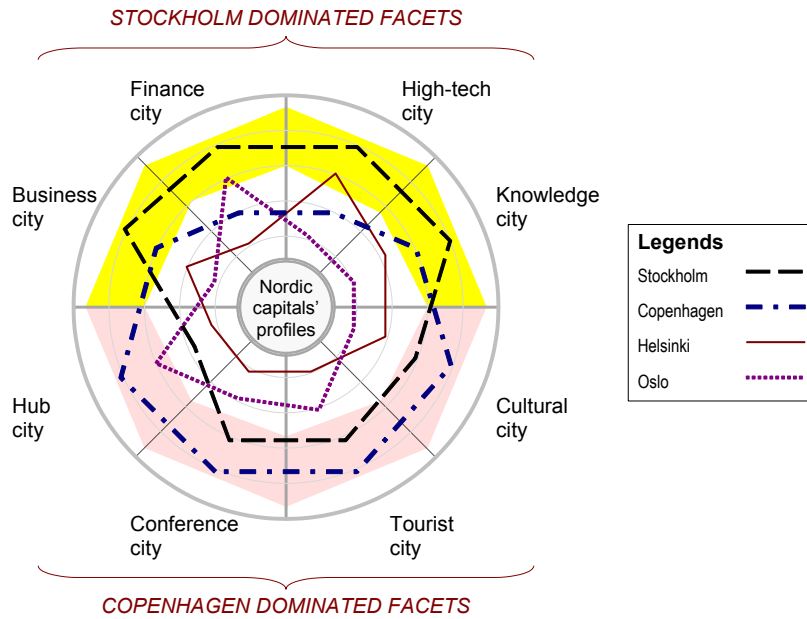 STOCKHOLM DOMINATED FACETS
Finance
city
High-tech
city
Business
city
Knowledge
city
Nordic
capitals'
profiles
Legends
Stockholm
Copenhagen
Helsinki
Oslo
Hub
city
Cultural
city
Conference
city
Tourist
city
COPENHAGEN DOMINATED FACETS